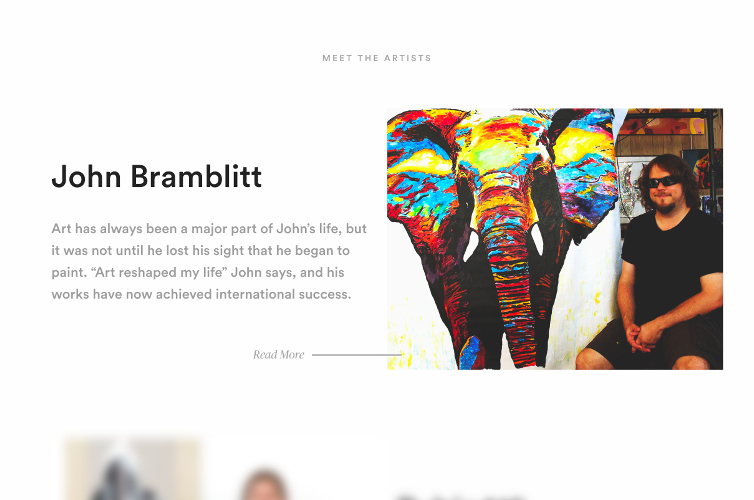 MEET THE ARTISTS
John Bramblitt
Art has always been a major part of John’s life, but
it was not until he lost his sight that he began to
paint. “Art reshaped my life” John says, and his
works have now achieved international success.
Read More